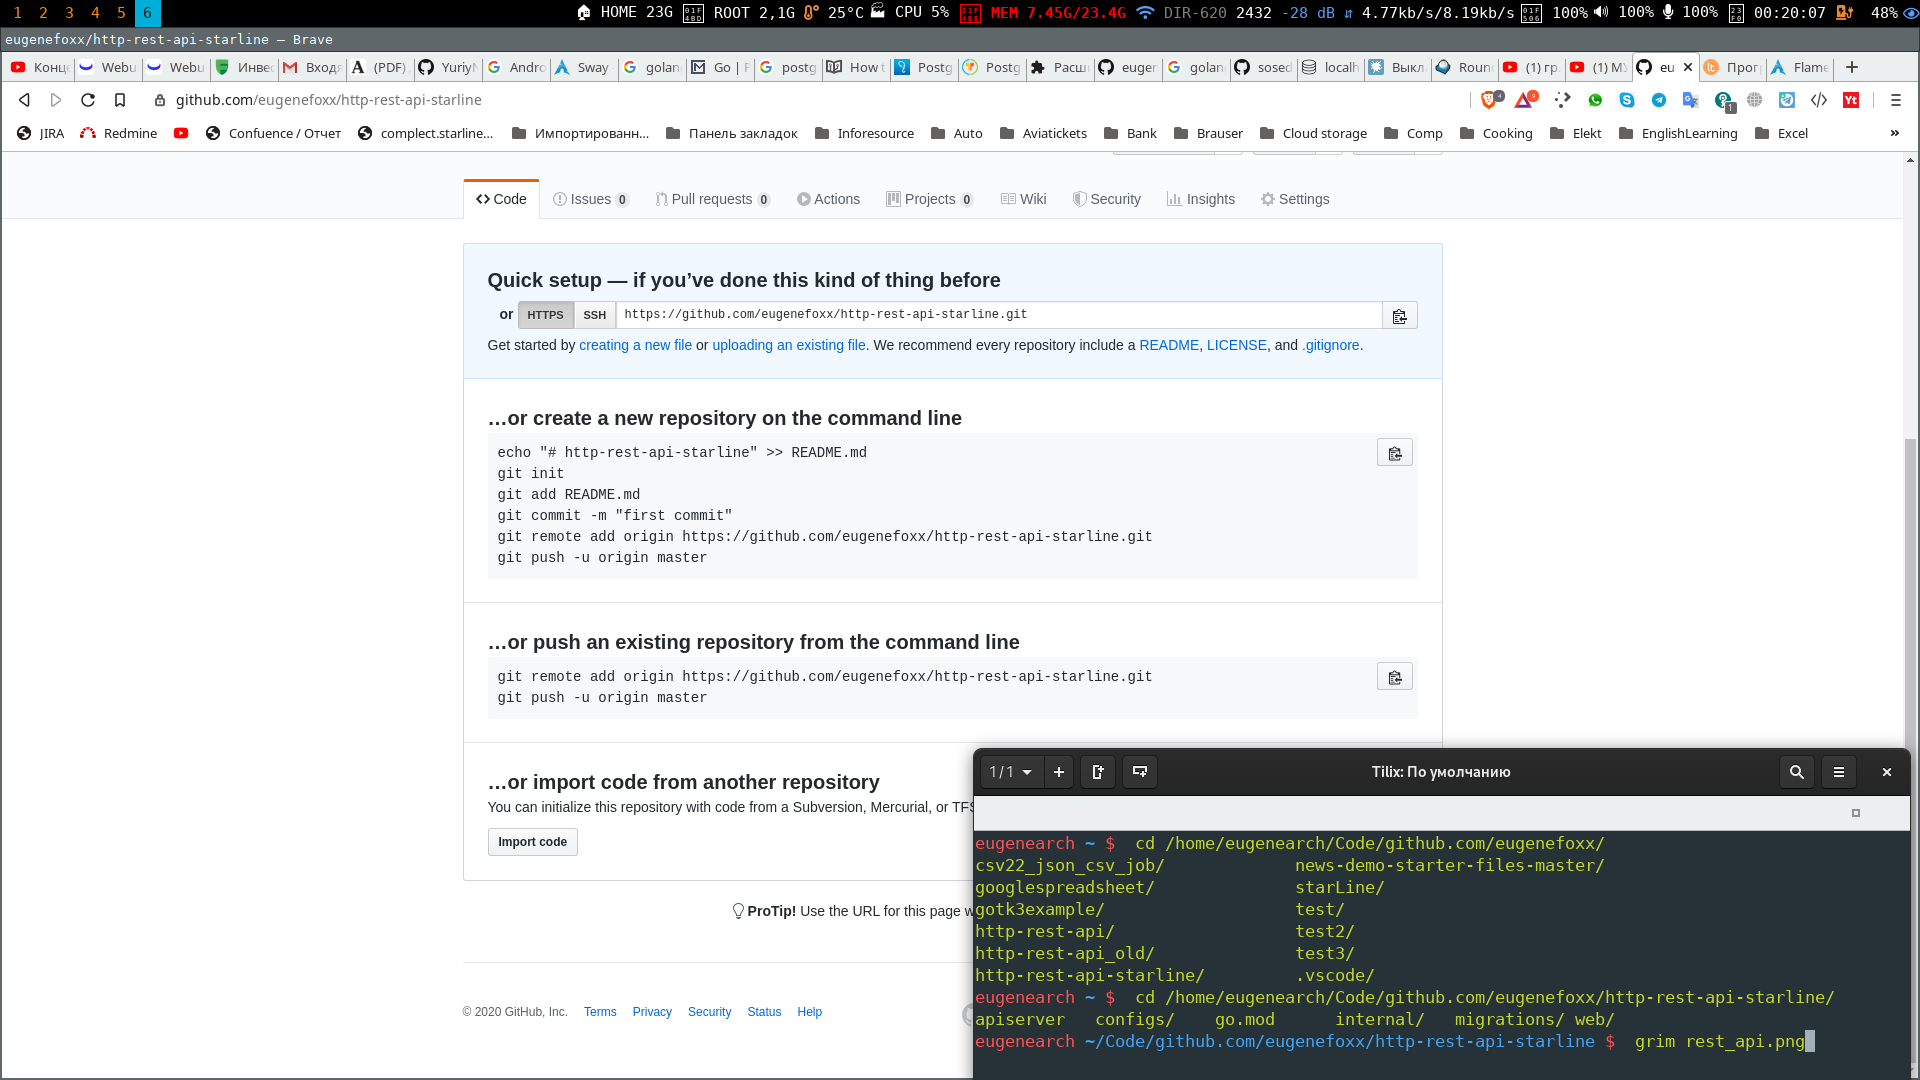 1 2 3 4 5 6
HOME 23G ROOT 2,1G 25°C CPU 5% MEM 7.45G/23.4G DIR-620 2432 -28 dB 4.77kb/s/8.19kb/s 100% 100% 100% 00:20:07 48%
eugenefoxx/http-rest-api-starline — Brave
Конце Webu Webu Инвес Входя (PDF) YuriyN Andro Sway - golan Go | F postg How t Postg Postg Расш euger golan sosed localh Выкл Roun (1) гр (1) М eu Прог Flame
github.com/eugenefoxx/http-rest-api-starline
JIRA Redmine Confuence / Отчет complect.starline... Импортированн... Панель закладок Inforesource Auto Aviatickets Bank Brauser Cloud storage Comp Cooking Elekt EnglishLearning Excel »
Code Issues 0 Pull requests 0 Actions Projects 0 Wiki Security Insights Settings
Quick setup — if you’ve done this kind of thing before
or HTTPS SSH https://github.com/eugenefoxx/http-rest-api-starline.git
Get started by creating a new file or uploading an existing file. We recommend every repository include a README, LICENSE, and .gitignore.
…or create a new repository on the command line
echo "# http-rest-api-starline" >> README.md
git init
git add README.md
git commit -m "first commit"
git remote add origin https://github.com/eugenefoxx/http-rest-api-starline.git
git push -u origin master
…or push an existing repository from the command line
git remote add origin https://github.com/eugenefoxx/http-rest-api-starline.git
git push -u origin master
…or import code from another repository
You can initialize this repository with code from a Subversion, Mercurial, or TFS
Import code
ProTip! Use the URL for this page
© 2020 GitHub, Inc. Terms Privacy Security Status Help
1/1 Tilix: По умолчанию
eugenearch ~ $ cd /home/eugenearch/Code/github.com/eugenefoxx/
csv22_json_csv_job/ news-demo-starter-files-master/
googlespreadsheet/ starLine/
gotk3example/ test/
http-rest-api/ test2/
http-rest-api_old/ test3/
http-rest-api-starline/ .vscode/
eugenearch ~ $ cd /home/eugenearch/Code/github.com/eugenefoxx/http-rest-api-starline/
apiserver configs/ go.mod internal/ migrations/ web/
eugenearch ~/Code/github.com/eugenefoxx/http-rest-api-starline $ grim rest_api.png